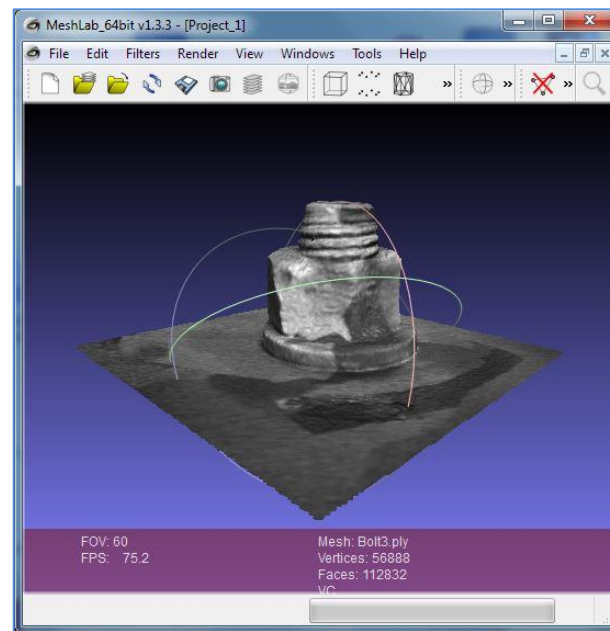 MeshLab_64bit v1.3.3 - [Project_1]
File Edit Filters Render View Windows Tools Help
FOV: 60
FPS: 75.2
Mesh: Bolt3.ply
Vertices: 56888
Faces: 112832
VC